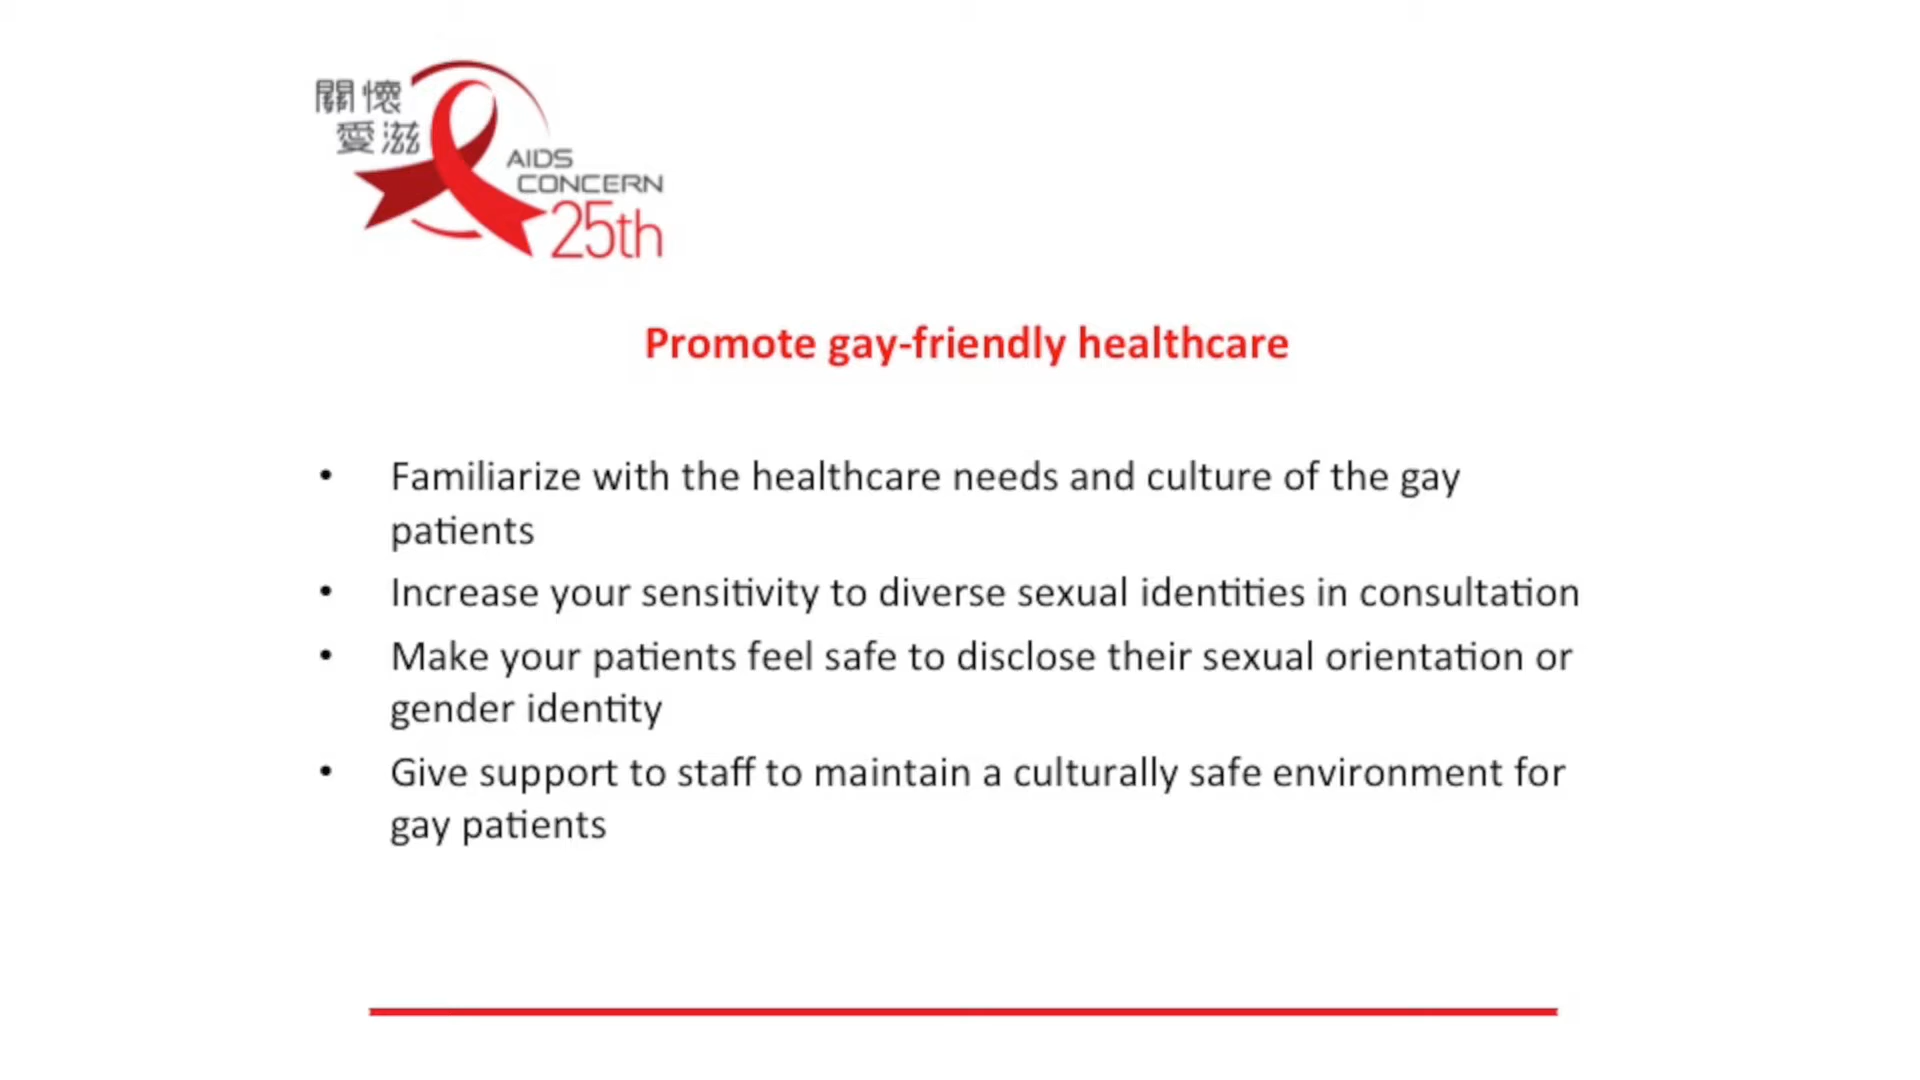 關懷
愛滋
AIDS
CONCERN
25th
Promote gay-friendly healthcare
• Familiarize with the healthcare needs and culture of the gay
patients
• Increase your sensitivity to diverse sexual identities in consultation
• Make your patients feel safe to disclose their sexual orientation or
gender identity
• Give support to staff to maintain a culturally safe environment for
gay patients